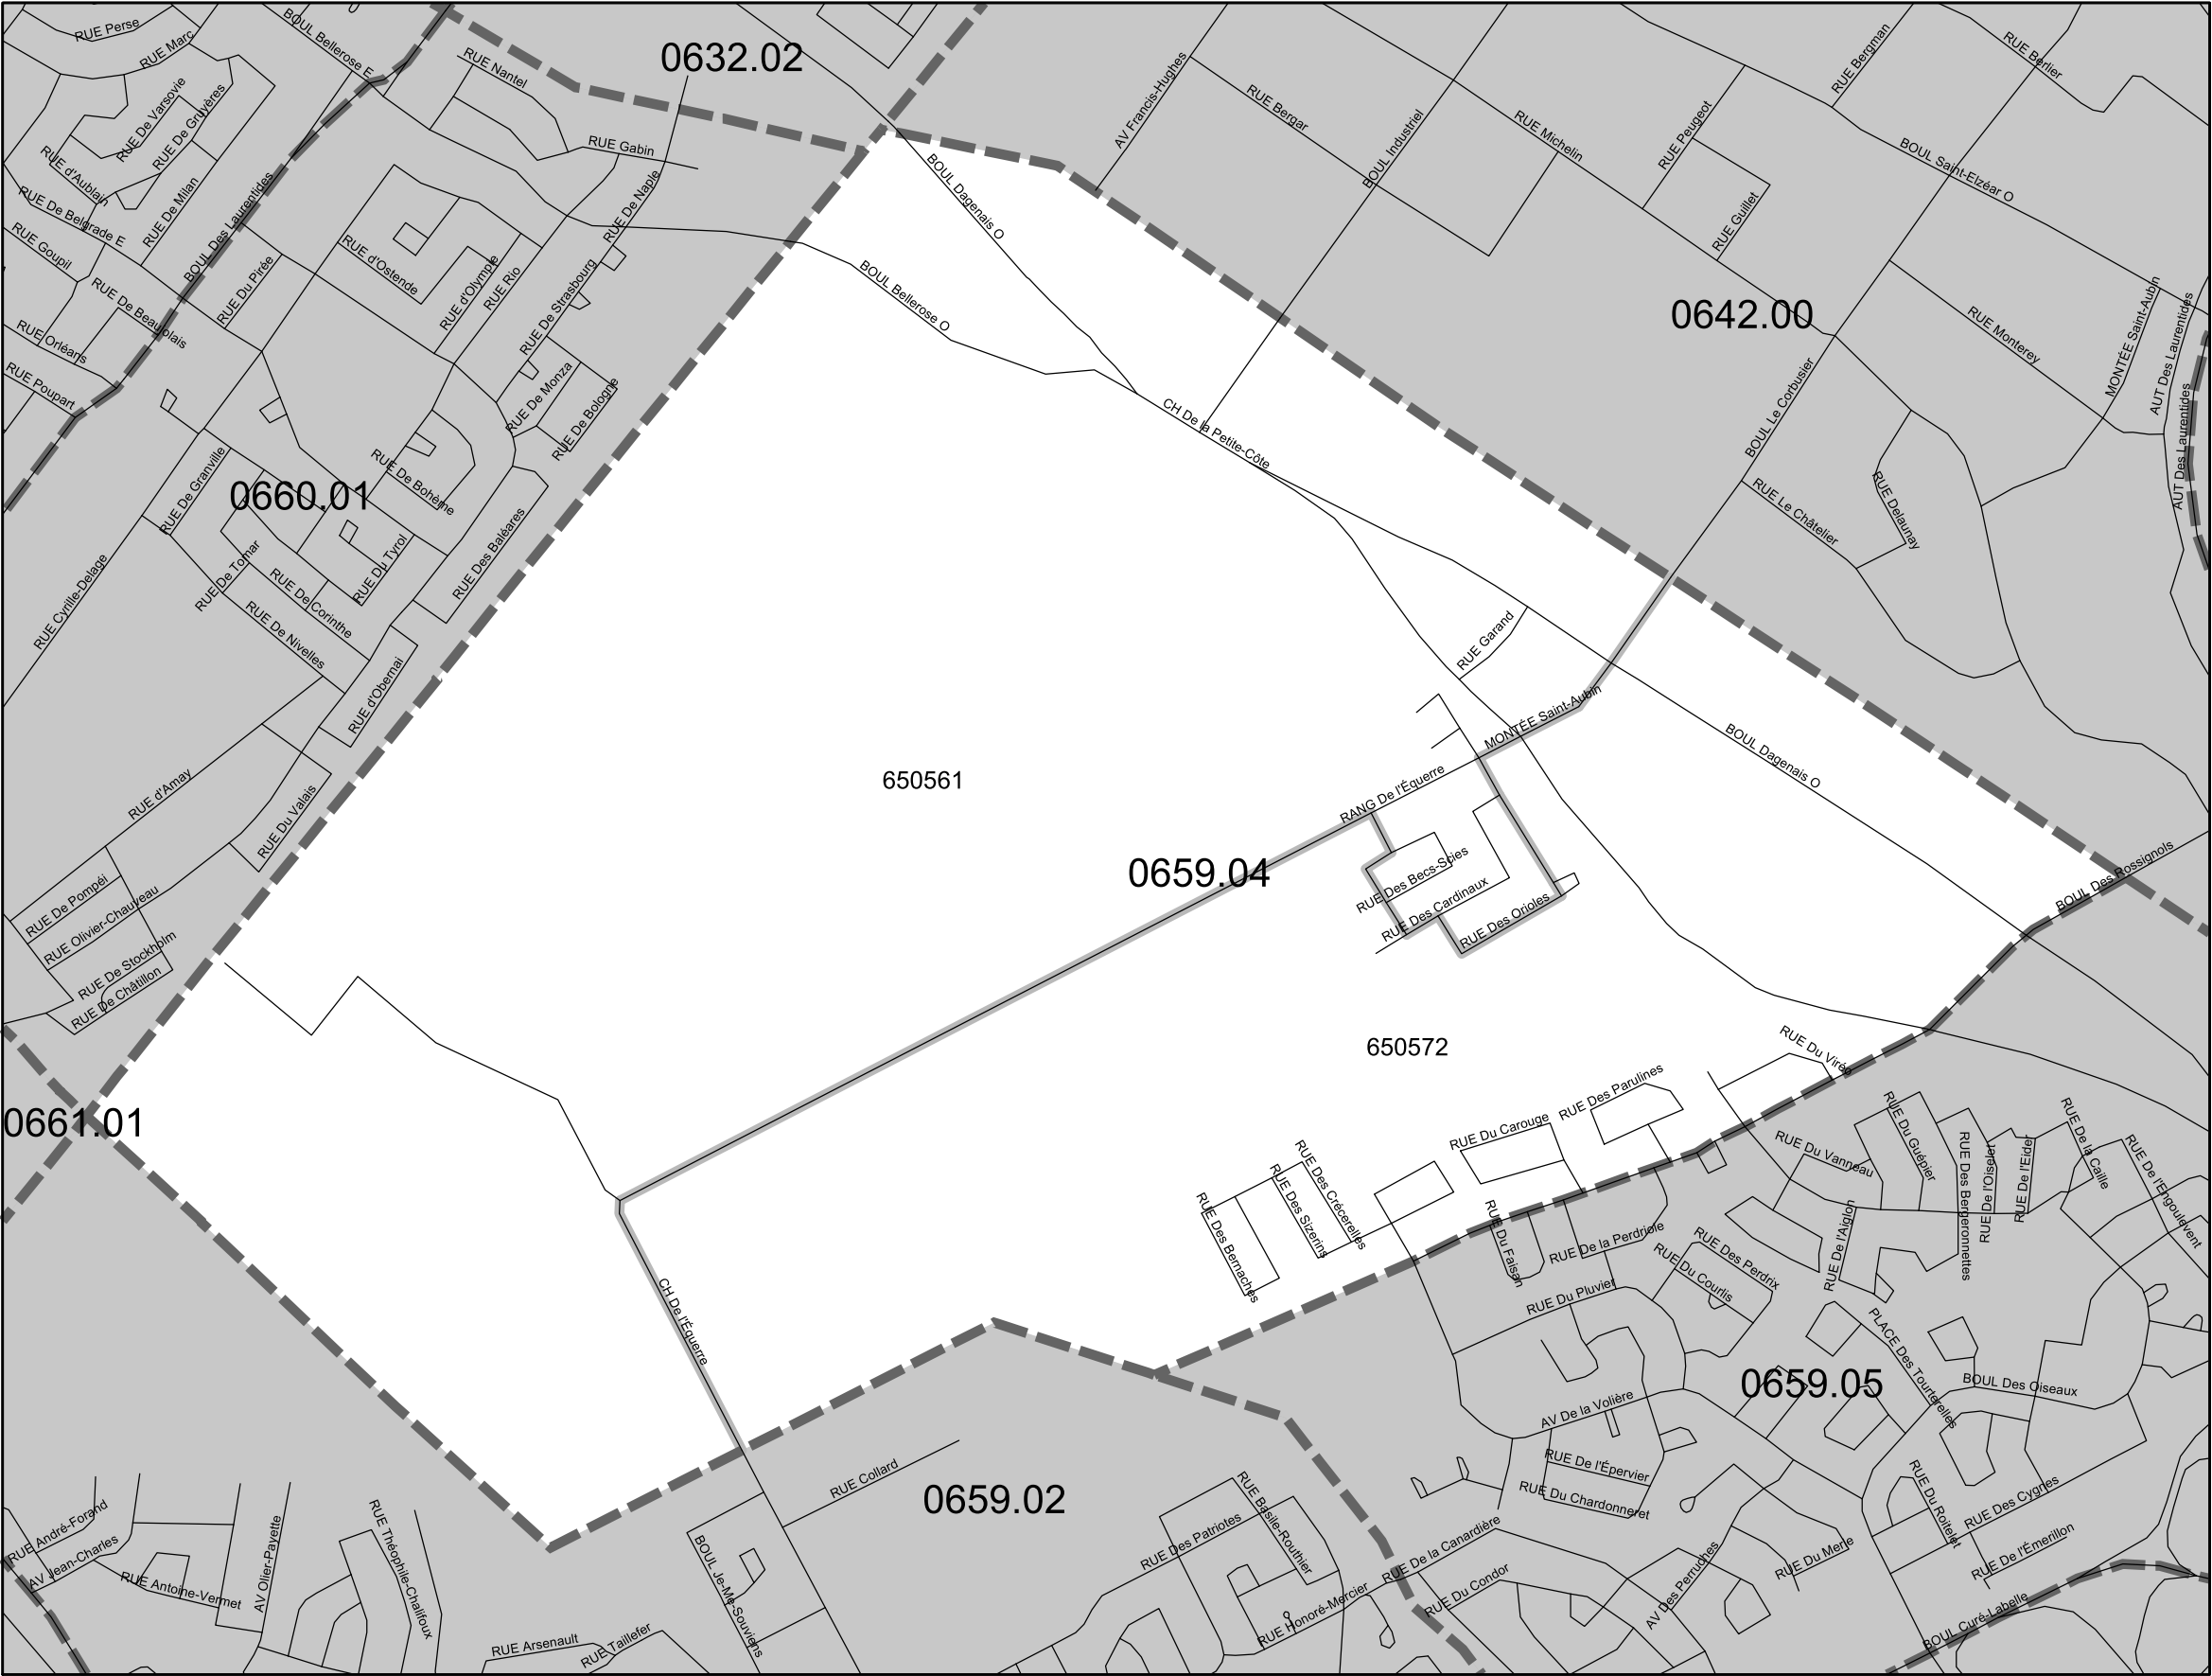 RUE Perse
RUE Marc
BOUL Bellerose E
RUE Nantel
0632.02
RUE De Varsovie
RUE De Gruyères
RUE d'Aublain
RUE De Milan
RUE De Belgrade E
RUE Goupil
BOUL Des Laurentides
RUE Gabin
RUE De Naple
RUE d'Ostende
RUE d'Olympie
RUE Rio
RUE De Strasbourg
RUE Du Pirée
RUE De Beaujolais
RUE Orléans
RUE Poupart
RUE De Monza
RUE De Bologne
RUE De Bohème
RUE De Granville
0660.01
RUE Des Baléares
RUE Du Tyrol
RUE De Tomar
RUE De Corinthe
RUE De Nivelles
RUE Cyrille-Delage
RUE d'Obernai
RUE d'Amay
RUE Du Valais
RUE De Pompéi
RUE Olivier-Chauveau
RUE De Stockholm
RUE De Châtillon
0661.01
BOUL Dagenais O
BOUL Bellerose O
AV Francis-Hughes
RUE Bergar
BOUL Industriel
RUE Michelin
RUE Peugeot
RUE Guillet
RUE Bergman
RUE Berlier
BOUL Saint-Elzéar O
0642.00
RUE Monterey
MONTÉE Saint-Aubin
AUT Des Laurentides
AUT Des Laurentides
BOUL Le Corbusier
RUE Le Châtelier
RUE Delaunay
CH De la Petite-Côte
RUE Garand
MONTÉE Saint-Aubin
BOUL Dagenais O
650561
RANG De l'Équerre
0659.04
RUE Des Becs-Scies
RUE Des Cardinaux
RUE Des Orioles
BOUL Des Rossignols
650572
RUE Du Viréo
RUE Des Parulines
RUE Du Carouge
RUE Des Crécerelles
RUE Des Sizerins
RUE Des Bernaches
CH De l'Équerre
RUE Du Vanneau
RUE Du Guêpier
RUE Des Bergeronnettes
RUE De l'Oiselet
RUE De l'Eider
RUE De la Caille
RUE De l'Engoulevent
RUE De l'Aiglon
RUE Du Faisan
RUE De la Perdriole
RUE Des Perdrix
RUE Du Courlis
RUE Du Pluvier
PLACE Des Tourterelles
0659.05
BOUL Des Oiseaux
AV De la Volière
RUE De l'Épervier
RUE Du Chardonneret
RUE Du Roitelet
RUE Des Cygnes
RUE De l'Émerillon
RUE Du Merle
AV Des Perruches
BOUL Curé-Labelle
RUE De la Canardière
RUE Du Condor
RUE Honoré-Mercier
RUE Basile-Routhier
RUE Des Patriotes
0659.02
RUE Collard
BOUL Je-Me-Souviens
RUE Taillefer
RUE Arsenault
RUE Théophile-Chalifoux
AV Olier-Payette
RUE Antoine-Vermet
AV Jean-Charles
RUE André-Forand